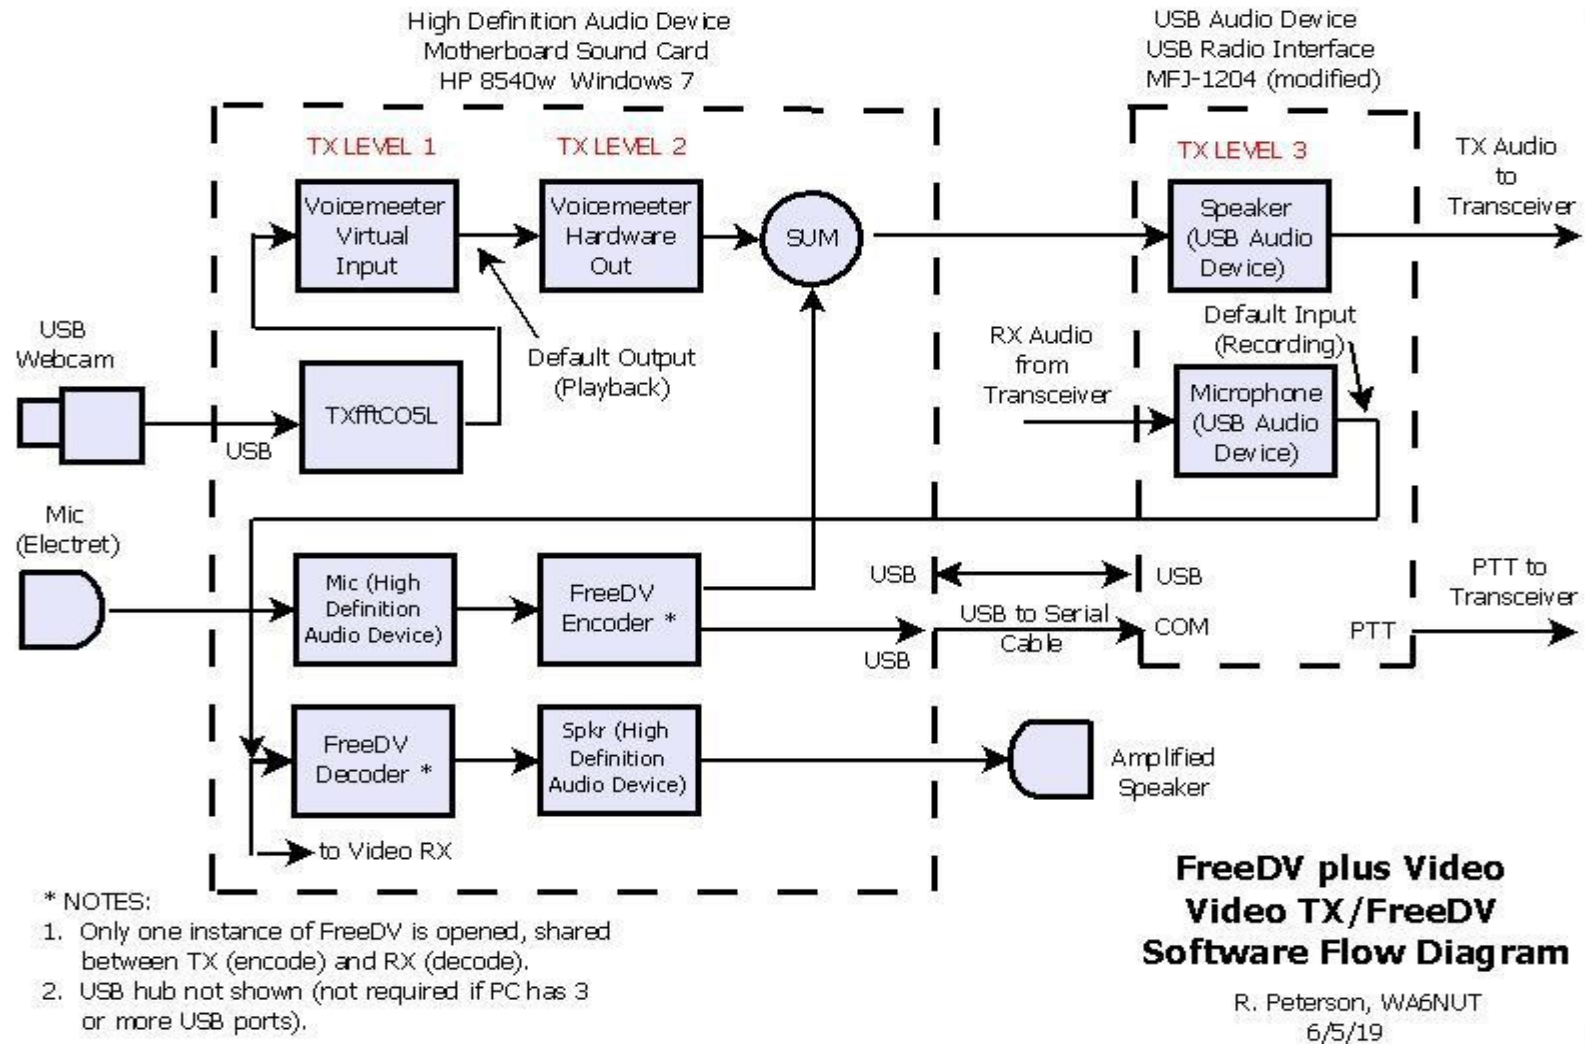 High Definition Audio Device
Motherboard Sound Card
HP 8540w Windows 7
USB Audio Device
USB Radio Interface
MFJ-1204 (modified)
TX LEVEL 1
TX LEVEL 2
TX LEVEL 3
TX Audio
to
Transceiver
Voicemeeter
Virtual
Input
Voicemeeter
Hardware
Out
SUM
Speaker
(USB Audio
Device)
Default Output
(Playback)
USB
Webcam
TXfftCO5L
USB
RX Audio
from
Transceiver
Default Input
(Recording)
Microphone
(USB Audio
Device)
Mic
(Electret)
Mic (High
Definition
Audio Device)
FreeDV
Encoder *
USB
USB
USB to Serial
Cable
USB
COM
PTT
PTT to
Transceiver
FreeDV
Decoder *
Spkr (High
Definition
Audio Device)
Amplified
Speaker
to Video RX
* NOTES:
1. Only one instance of FreeDV is opened, shared
between TX (encode) and RX (decode).
2. USB hub not shown (not required if PC has 3
or more USB ports).
FreeDV plus Video
Video TX/FreeDV
Software Flow Diagram
R. Peterson, WA6NUT
6/5/19